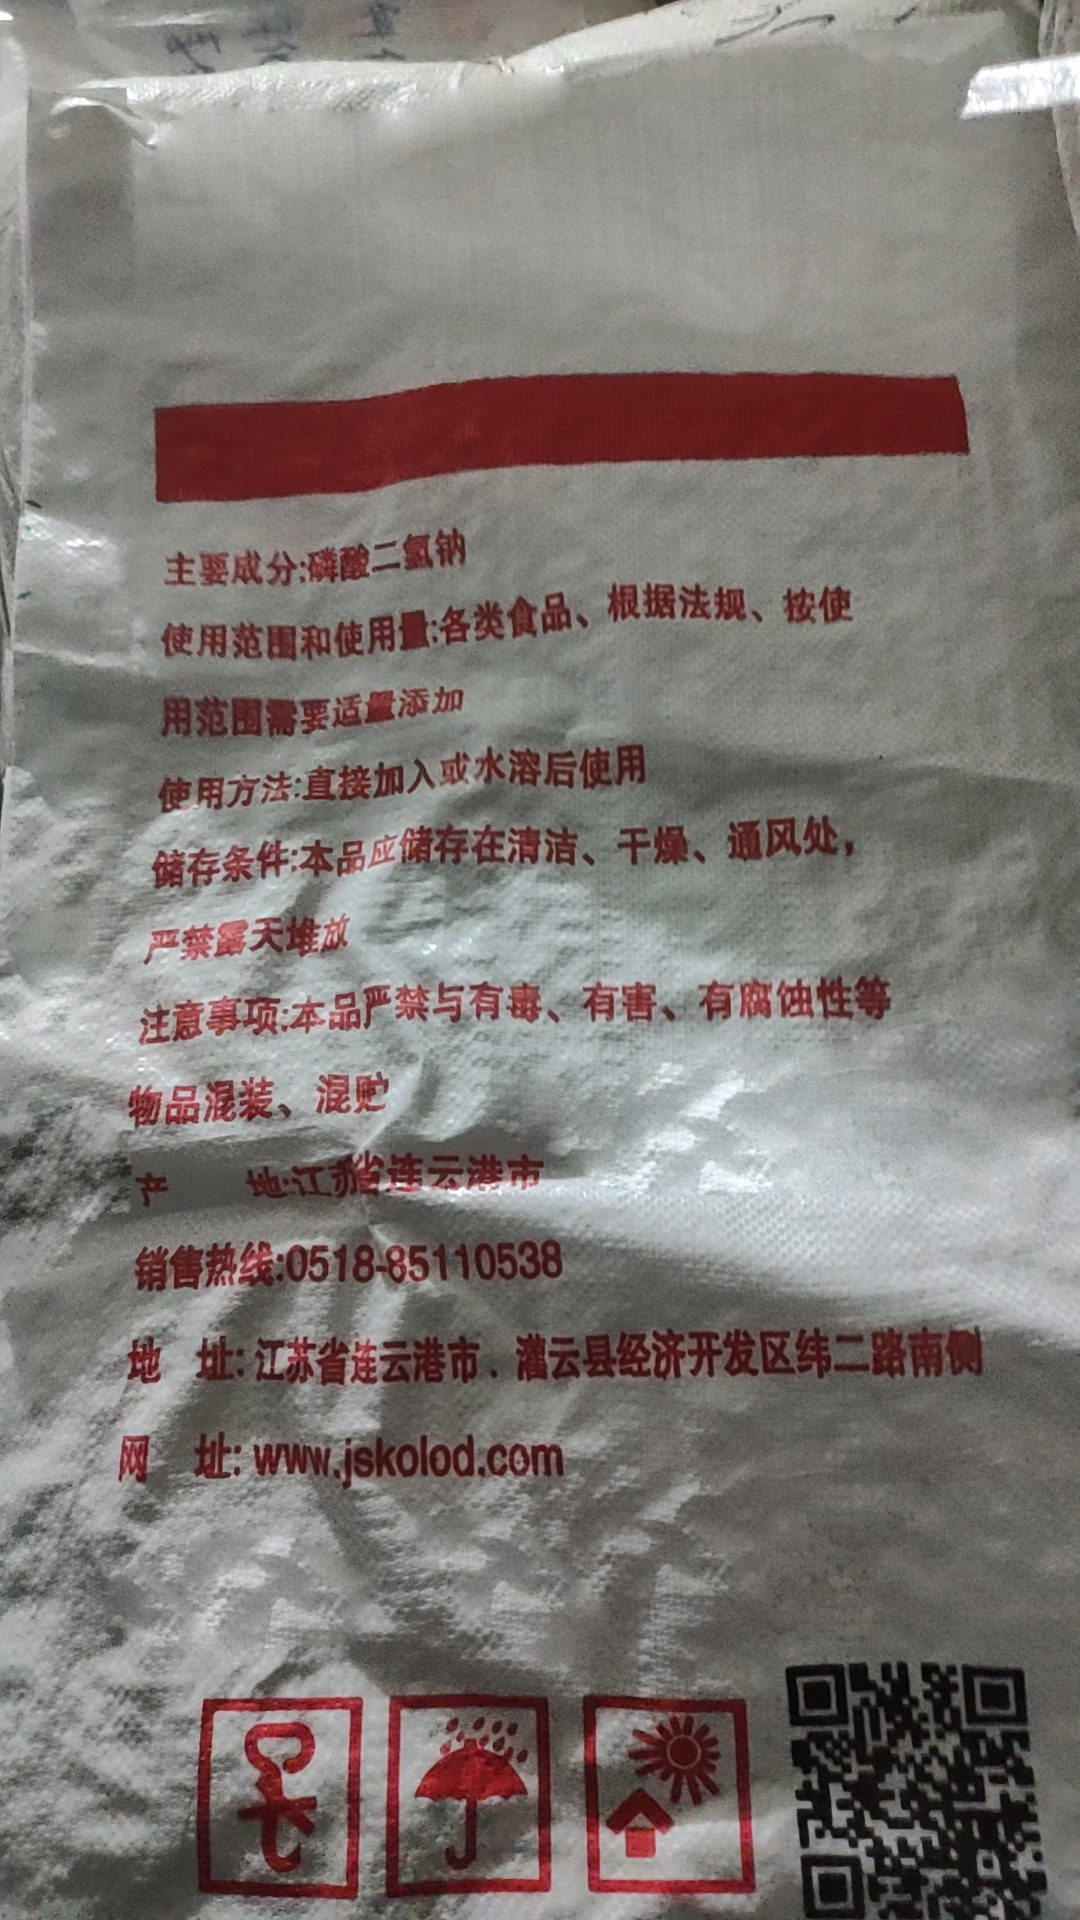 主要成分:磷酸二氢钠
使用范围和使用量:各类食品、根据法规、按使
用范围需要适量添加
使用方法:直接加入或水溶后使用
储存条件:本品应储存在清洁、干燥、通风处，
严禁露天堆放
注意事项:本品严禁与有毒、有害、有腐蚀性等
物品混装、混贮
产 地:江苏省连云港市
销售热线:0518-85110538
地 址: 江苏省连云港市．灌云县经济开发区纬二路南侧
网 址: www.jskolod.com